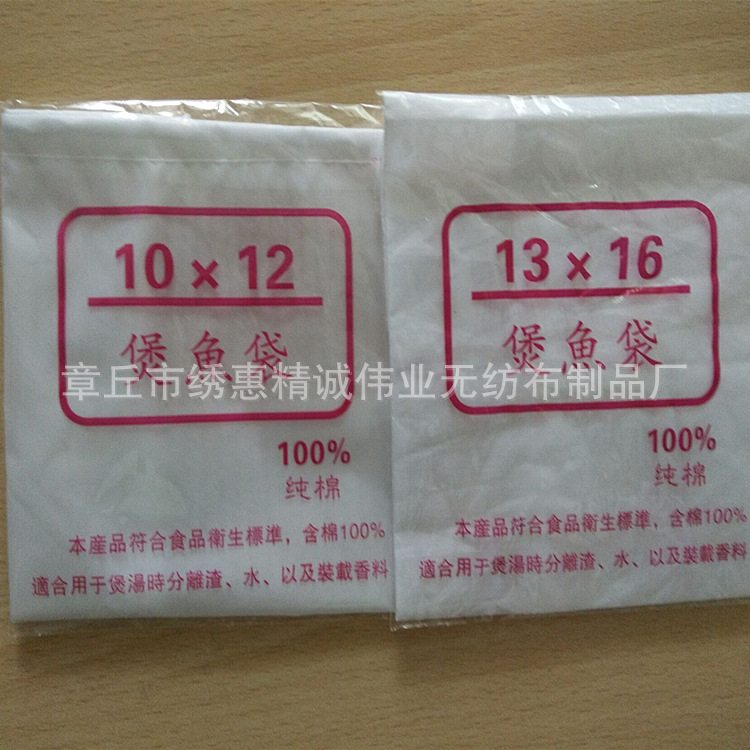 10 × 12
煲魚袋
100%
纯棉
本産品符合食品衛生標準，含棉100%
適合用于煲湯時分離渣、水、以及裝載香料
13 × 16
煲魚袋
100%
纯棉
本産品符合食品衛生標準，含棉100%
適合用于煲湯時分離渣、水、以及裝載香料
章丘市绣惠精诚伟业无纺布制品厂